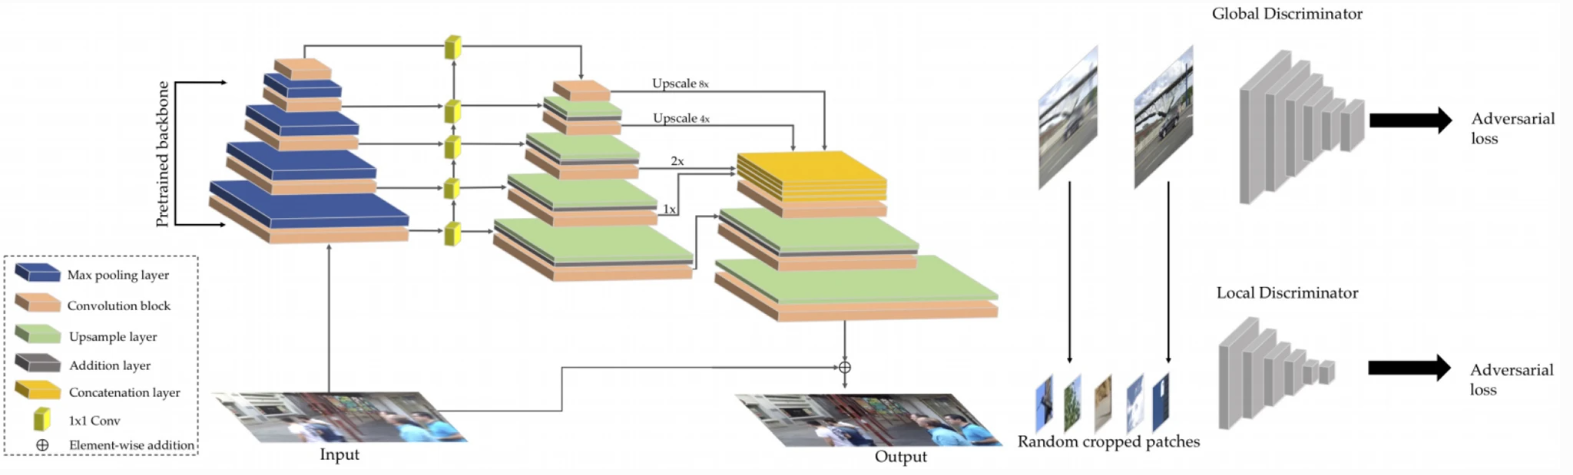 Global Discriminator
Pretrained backbone
Upscale 8x
Upscale 4x
2x
1x
Adversarial
loss
Max pooling layer
Convolution block
Upsample layer
Addition layer
Concatenation layer
1x1 Conv
Element-wise addition
Input
Output
Local Discriminator
Adversarial
loss
Random cropped patches